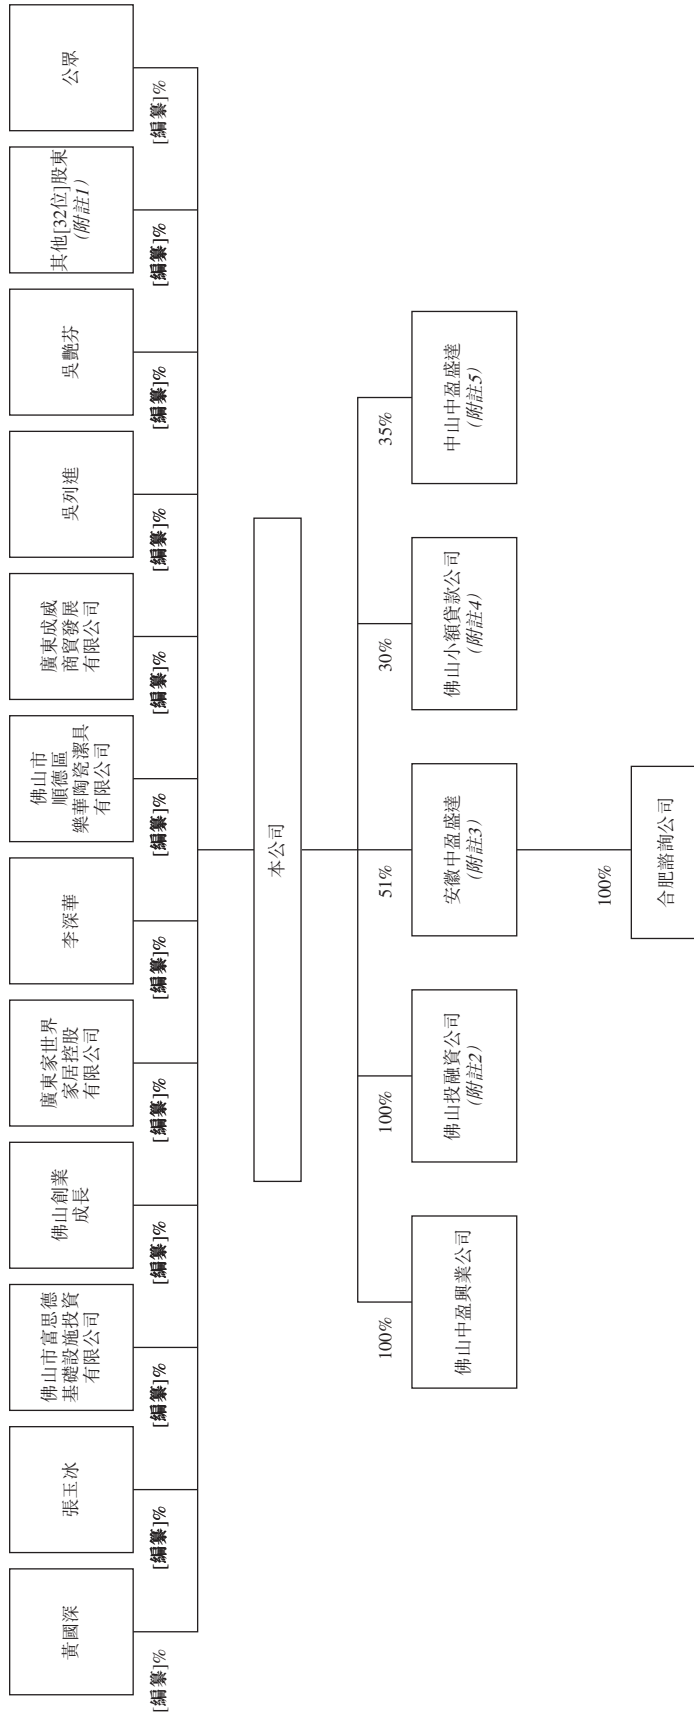 黃國深
張玉冰
佛山市富思德
基礎設施投資
有限公司
佛山創業
成長
廣東家世界
家居控股
有限公司
李深華
佛山市
順德區
樂華陶瓷潔具
有限公司
廣東成威
商貿發展
有限公司
吳列進
吳艷芬
其他[32位]股東
(附註1)
公眾
[編纂]%
[編纂]%
[編纂]%
[編纂]%
[編纂]%
[編纂]%
[編纂]%
[編纂]%
[編纂]%
[編纂]%
[編纂]%
[編纂]%
本公司
100%
100%
51%
30%
35%
佛山中盈興業公司
佛山投融資公司
(附註2)
安徽中盈盛達
(附註3)
佛山小額貸款公司
(附註4)
中山中盈盛達
(附註5)
100%
合肥諮詢公司